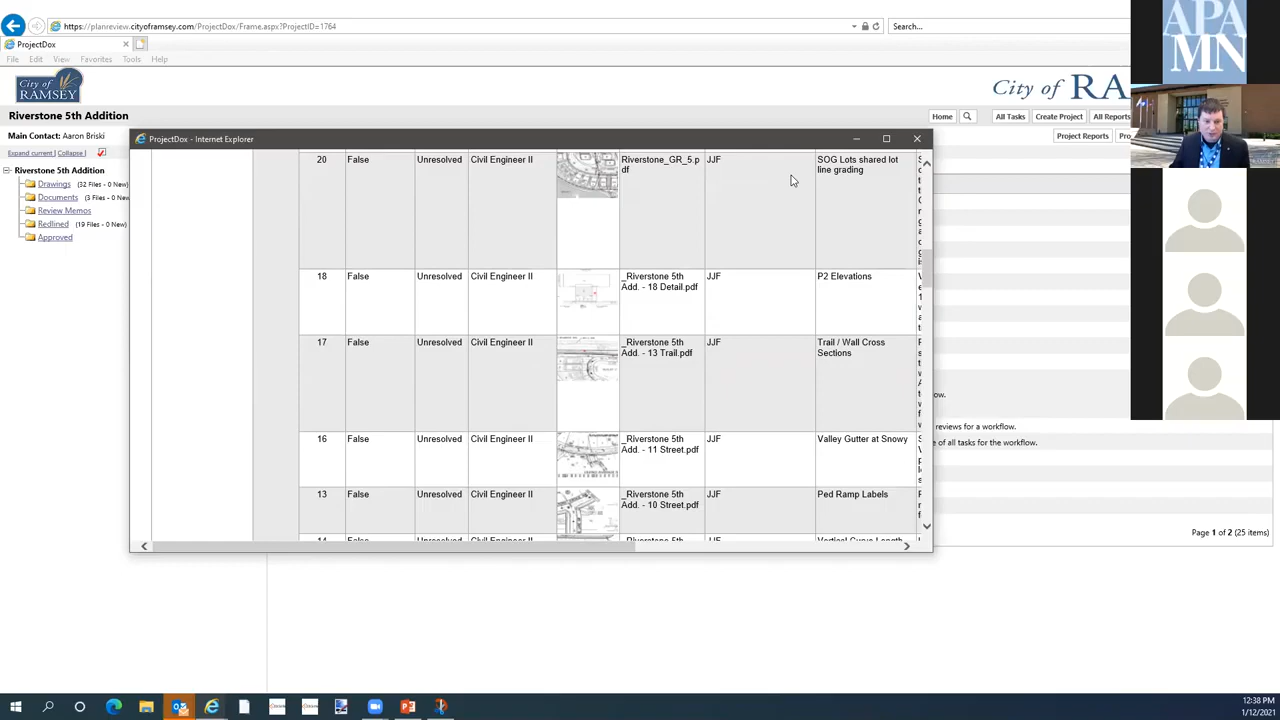 https://planreview.cityoframsey.com/ProjectDox/Frame.aspx?ProjectID=1764
Search...
ProjectDox
File Edit View Favorites Tools Help
City of
RAMSEY
City of RA
Riverstone 5th Addition
Home All Tasks Create Project All Reports
Main Contact: Aaron Briski
Project Reports
Expand current | Collapse |
Riverstone 5th Addition
Drawings (32 Files - 0 New)
Documents (3 Files - 0 New)
Review Memos
Redlined (19 Files - 0 New)
Approved
ProjectDox - Internet Explorer
20 False Unresolved Civil Engineer II Riverstone_GR_5.p
df JJF SOG Lots shared lot
line grading
18 False Unresolved Civil Engineer II _Riverstone 5th
Add. - 18 Detail.pdf JJF P2 Elevations
17 False Unresolved Civil Engineer II _Riverstone 5th
Add. - 13 Trail.pdf JJF Trail / Wall Cross
Sections
16 False Unresolved Civil Engineer II _Riverstone 5th
Add. - 11 Street.pdf JJF Valley Gutter at Snowy
13 False Unresolved Civil Engineer II _Riverstone 5th
Add. - 10 Street.pdf JJF Ped Ramp Labels
ow.
reviews for a workflow.
e of all tasks for the workflow.
Page 1 of 2 (25 items)
APA
MN
12:38 PM
1/12/2021